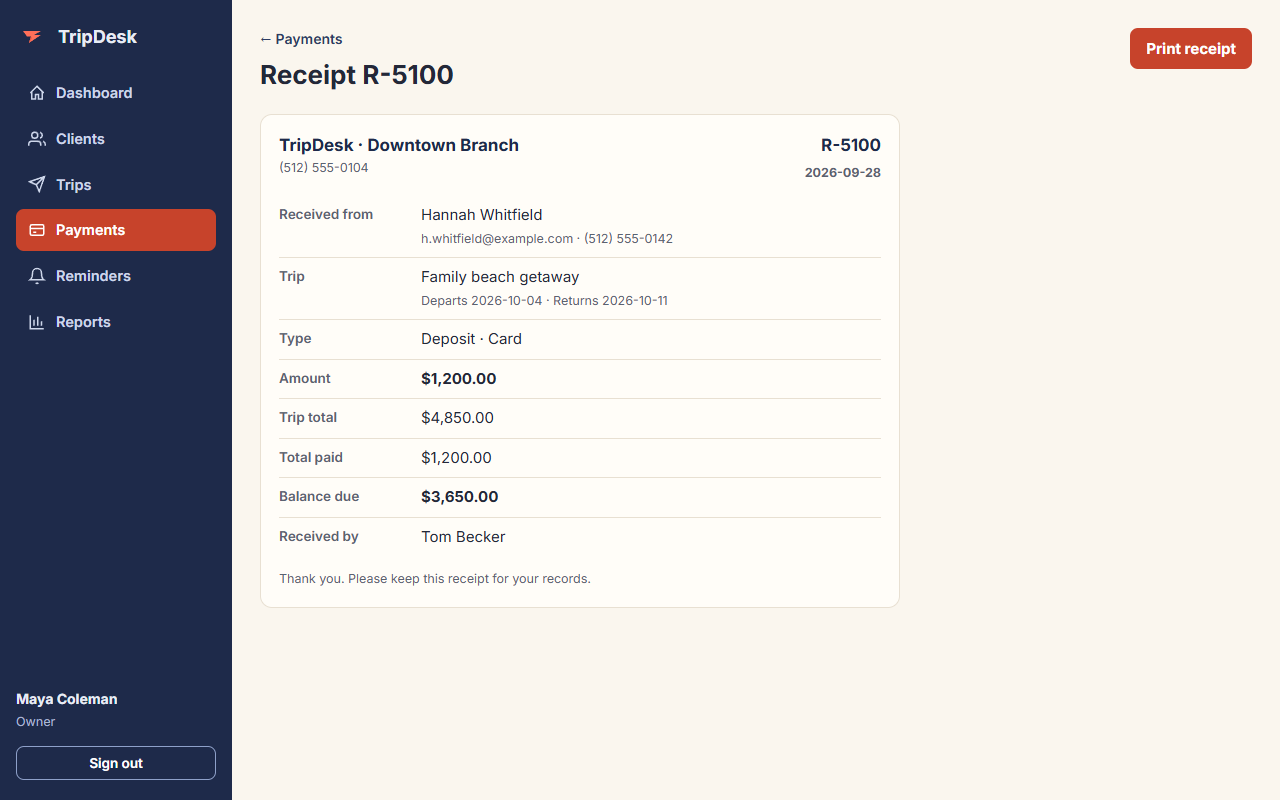 TripDesk
Dashboard
Clients
Trips
Payments
Reminders
Reports
Maya Coleman
Owner
Sign out
← Payments
Receipt R-5100
Print receipt
TripDesk · Downtown Branch
(512) 555-0104
R-5100
2026-09-28
Received from
Hannah Whitfield
h.whitfield@example.com · (512) 555-0142
Trip
Family beach getaway
Departs 2026-10-04 · Returns 2026-10-11
Type
Deposit · Card
Amount
$1,200.00
Trip total
$4,850.00
Total paid
$1,200.00
Balance due
$3,650.00
Received by
Tom Becker
Thank you. Please keep this receipt for your records.